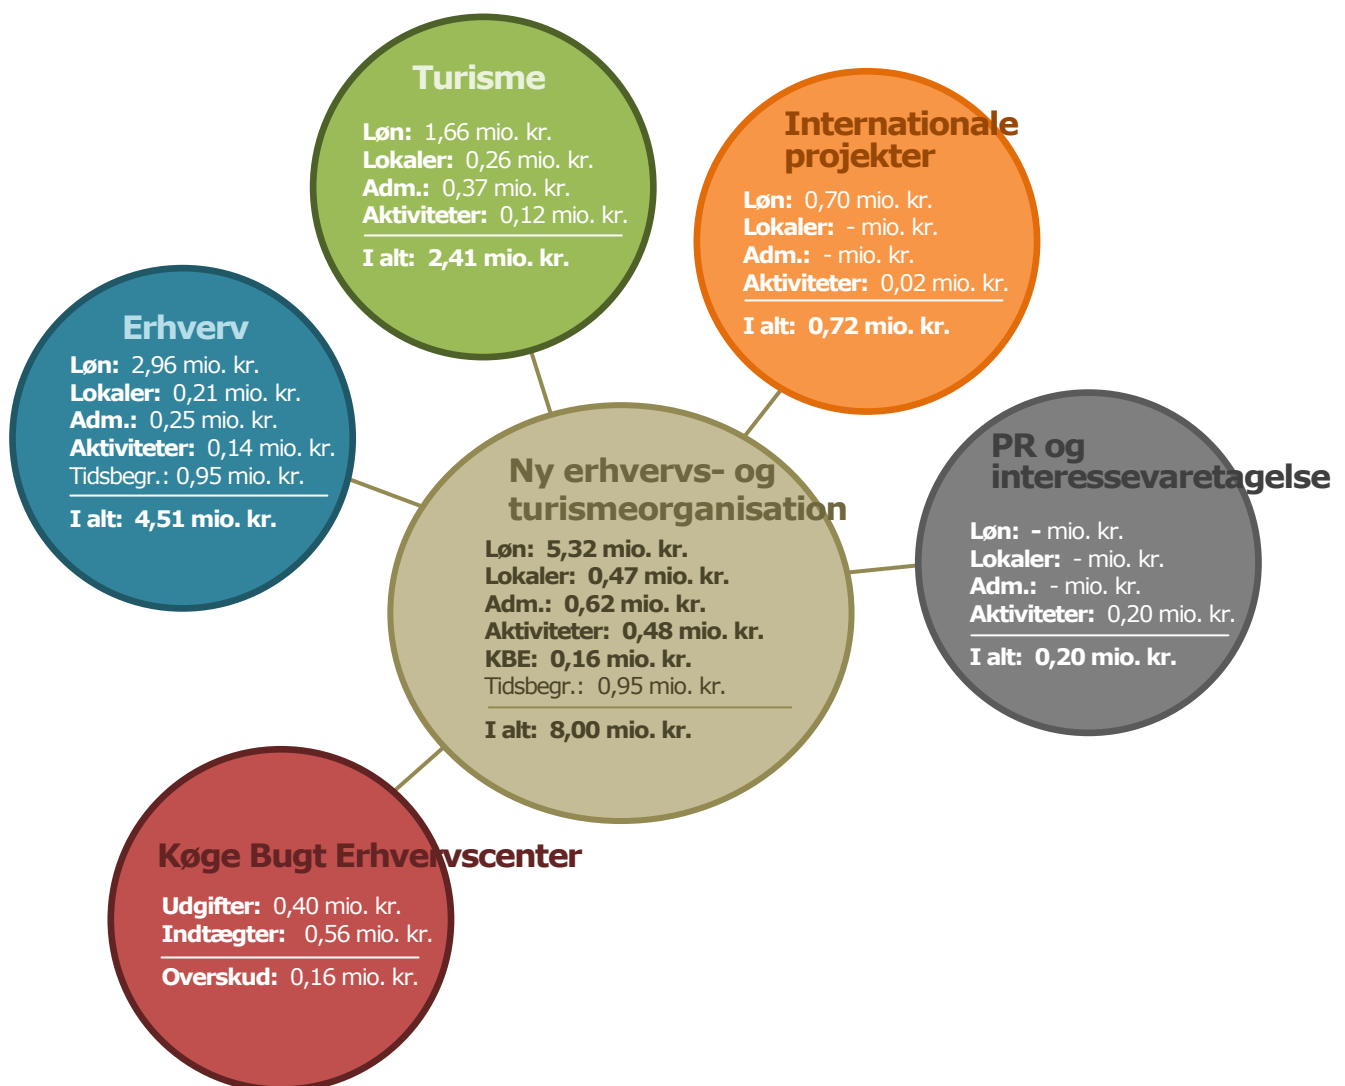 Turisme
Løn: 1,66 mio. kr.
Lokaler: 0,26 mio. kr.
Adm.: 0,37 mio. kr.
Aktiviteter: 0,12 mio. kr.
I alt: 2,41 mio. kr.
Internationale
projekter
Løn: 0,70 mio. kr.
Lokaler: - mio. kr.
Adm.: - mio. kr.
Aktiviteter: 0,02 mio. kr.
I alt: 0,72 mio. kr.
Erhverv
Løn: 2,96 mio. kr.
Lokaler: 0,21 mio. kr.
Adm.: 0,25 mio. kr.
Aktiviteter: 0,14 mio. kr.
Tidsbegr.: 0,95 mio. kr.
I alt: 4,51 mio. kr.
Ny erhvervs- og
turismeorganisation
Løn: 5,32 mio. kr.
Lokaler: 0,47 mio. kr.
Adm.: 0,62 mio. kr.
Aktiviteter: 0,48 mio. kr.
KBE: 0,16 mio. kr.
Tidsbegr.: 0,95 mio. kr.
I alt: 8,00 mio. kr.
PR og
interessevaretagelse
Løn: - mio. kr.
Lokaler: - mio. kr.
Adm.: - mio. kr.
Aktiviteter: 0,20 mio. kr.
I alt: 0,20 mio. kr.
Køge Bugt Erhvervscenter
Udgifter: 0,40 mio. kr.
Indtægter: 0,56 mio. kr.
Overskud: 0,16 mio. kr.